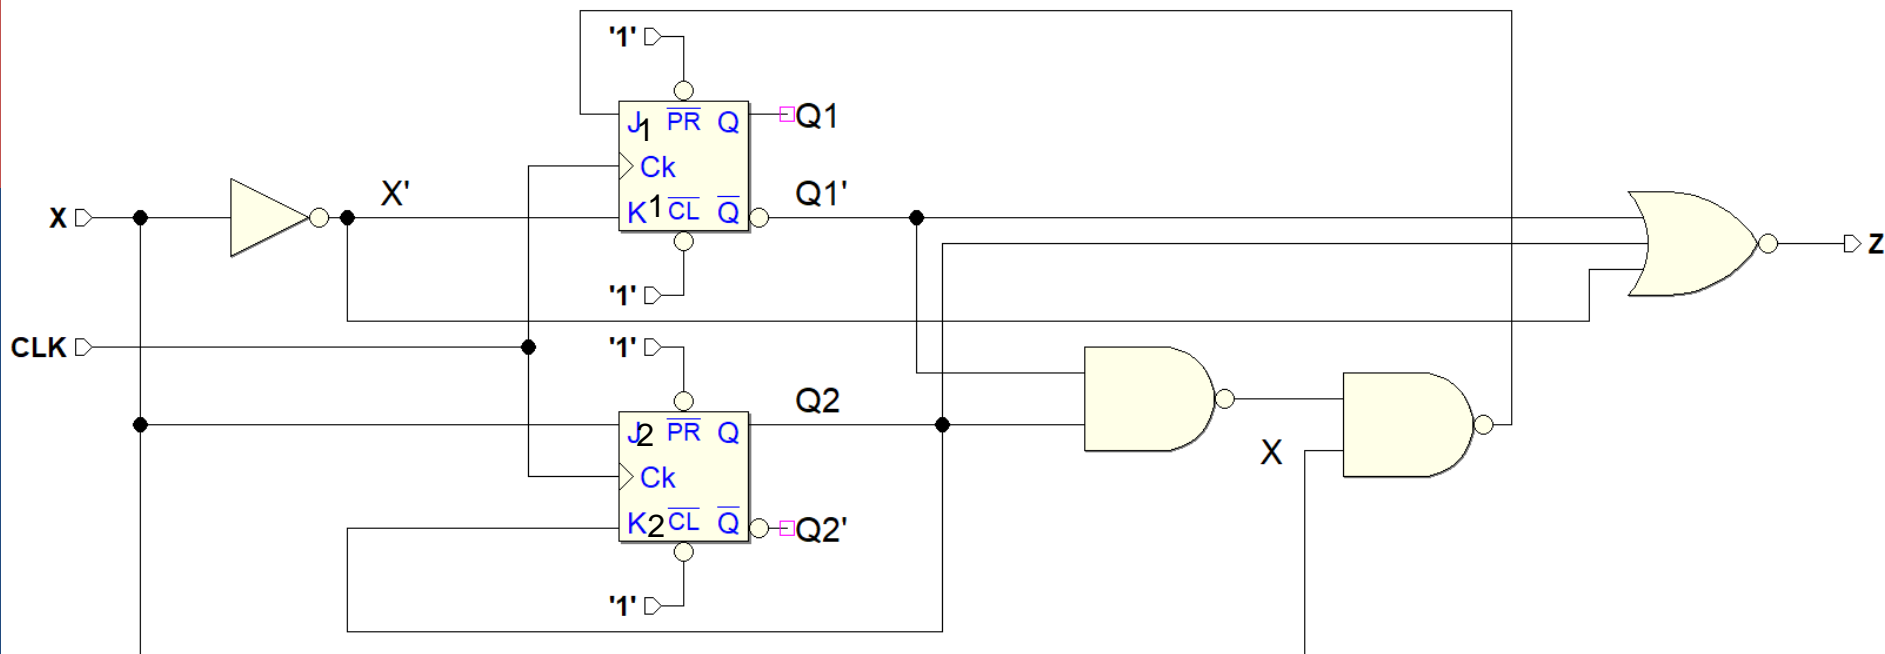 '1'
J1 PR Q Q1
Ck
X X' K1 CL Q Q1'
Z
'1'
CLK '1'
Q2
J2 PR Q
X
Ck
K2 CL Q Q2'
'1'